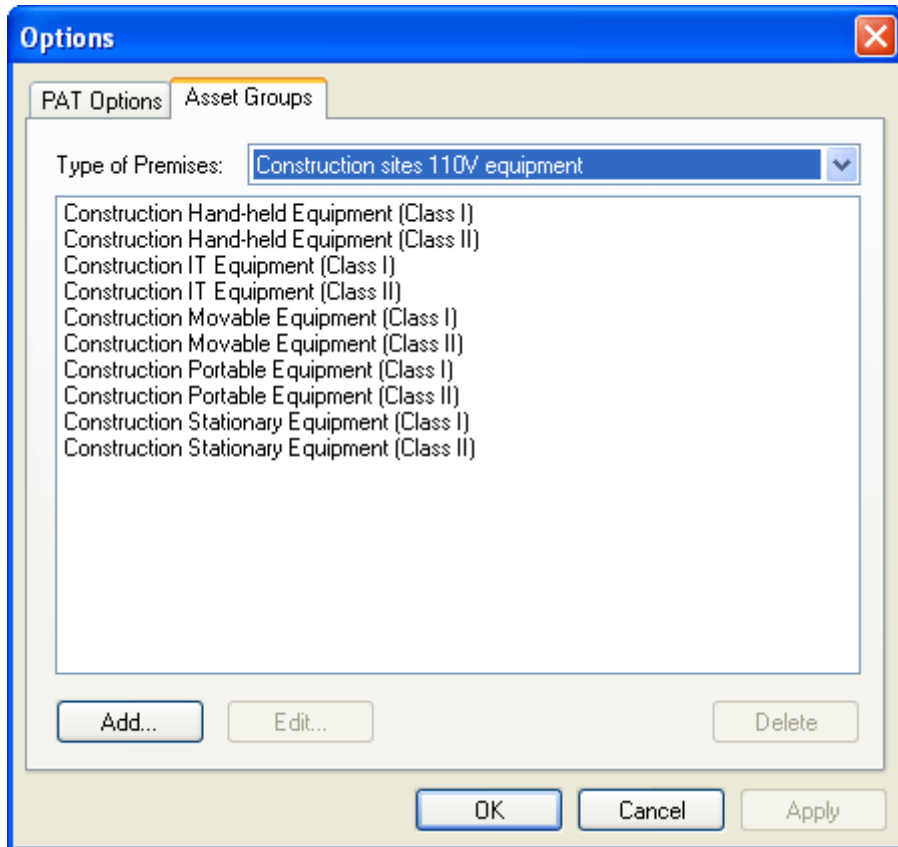 Options
PAT Options
Asset Groups
Type of Premises:
Construction sites 110V equipment
Construction Hand-held Equipment (Class I)
Construction Hand-held Equipment (Class II)
Construction IT Equipment (Class I)
Construction IT Equipment (Class II)
Construction Movable Equipment (Class I)
Construction Movable Equipment (Class II)
Construction Portable Equipment (Class I)
Construction Portable Equipment (Class II)
Construction Stationary Equipment (Class I)
Construction Stationary Equipment (Class II)
Add...
Edit...
Delete
OK
Cancel
Apply